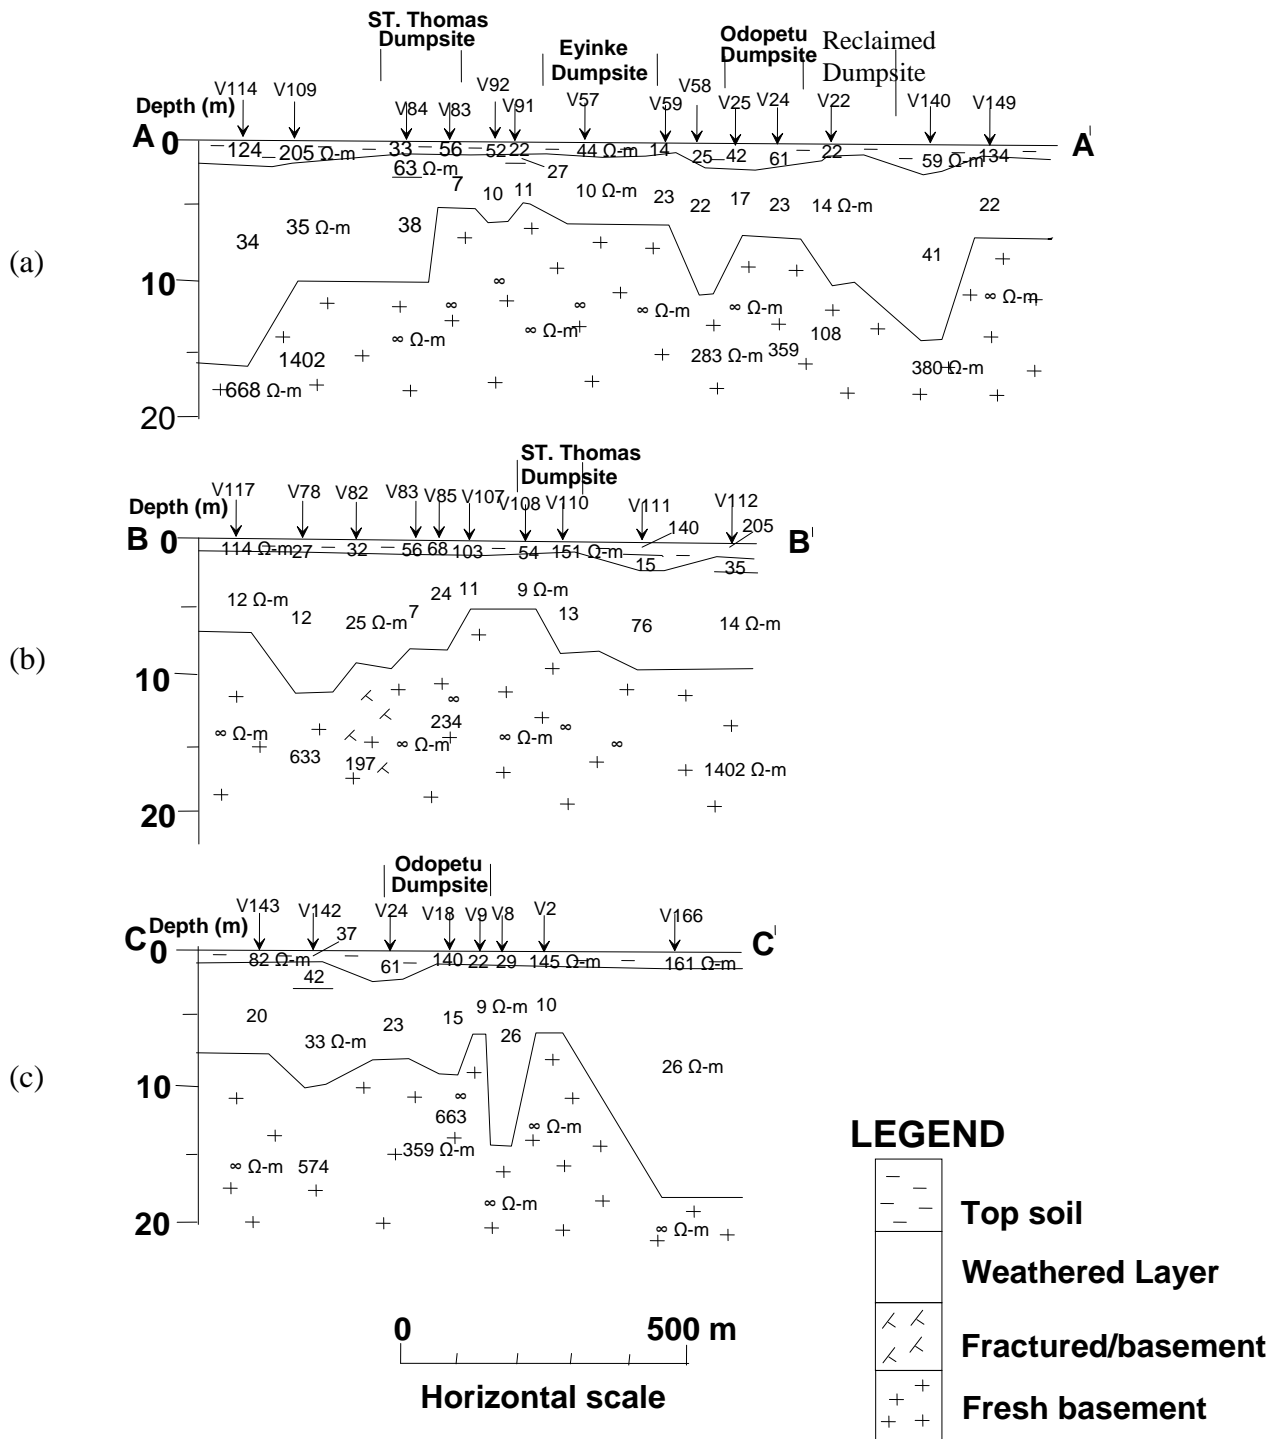 ST. Thomas
Dumpsite
Eyinke
Dumpsite
Odopetu
Dumpsite
Reclaimed
Dumpsite
V114 V109 V84 V83 V92 V91 V57 V59 V58 V25 V24 V22 V140 V149
Depth (m)
A 0 A'
124 205 Ω-m 33 56 52 22 44 Ω-m 14 25 42 61 22 59 Ω-m 134
63 Ω-m 27
7 10 11 10 Ω-m 23 22 17 23 14 Ω-m 22
34 35 Ω-m 38 41
(a)
10
∞ ∞ ∞ ∞ Ω-m ∞ Ω-m ∞ Ω-m
∞ Ω-m ∞ Ω-m 108
1402 283 Ω-m 359 380 Ω-m
668 Ω-m
20
ST. Thomas
Dumpsite
V117 V78 V82 V83 V85 V107 V108 V110 V111 V112
Depth (m)
140 205
B 0 B'
114 Ω-m 27 32 56 68 103 54 151 Ω-m 15 35
12 Ω-m 12 25 Ω-m 7 24 11 9 Ω-m 13 76 14 Ω-m
(b)
10
∞ 234 ∞
∞ Ω-m ∞ Ω-m ∞ Ω-m ∞
633 197 1402 Ω-m
20
Odopetu
Dumpsite
V143 V142 V24 V18 V9 V8 V2 V166
Depth (m)
37
C 0 C'
82 Ω-m 42 61 140 22 29 145 Ω-m 161 Ω-m
20 33 Ω-m 23 15 9 Ω-m 26 10 26 Ω-m
(c)
10
∞ 663 ∞ Ω-m
359 Ω-m
∞ Ω-m 574
∞ Ω-m ∞ Ω-m
20
0 500 m
Horizontal scale
LEGEND
Top soil
Weathered Layer
Fractured/basement
Fresh basement